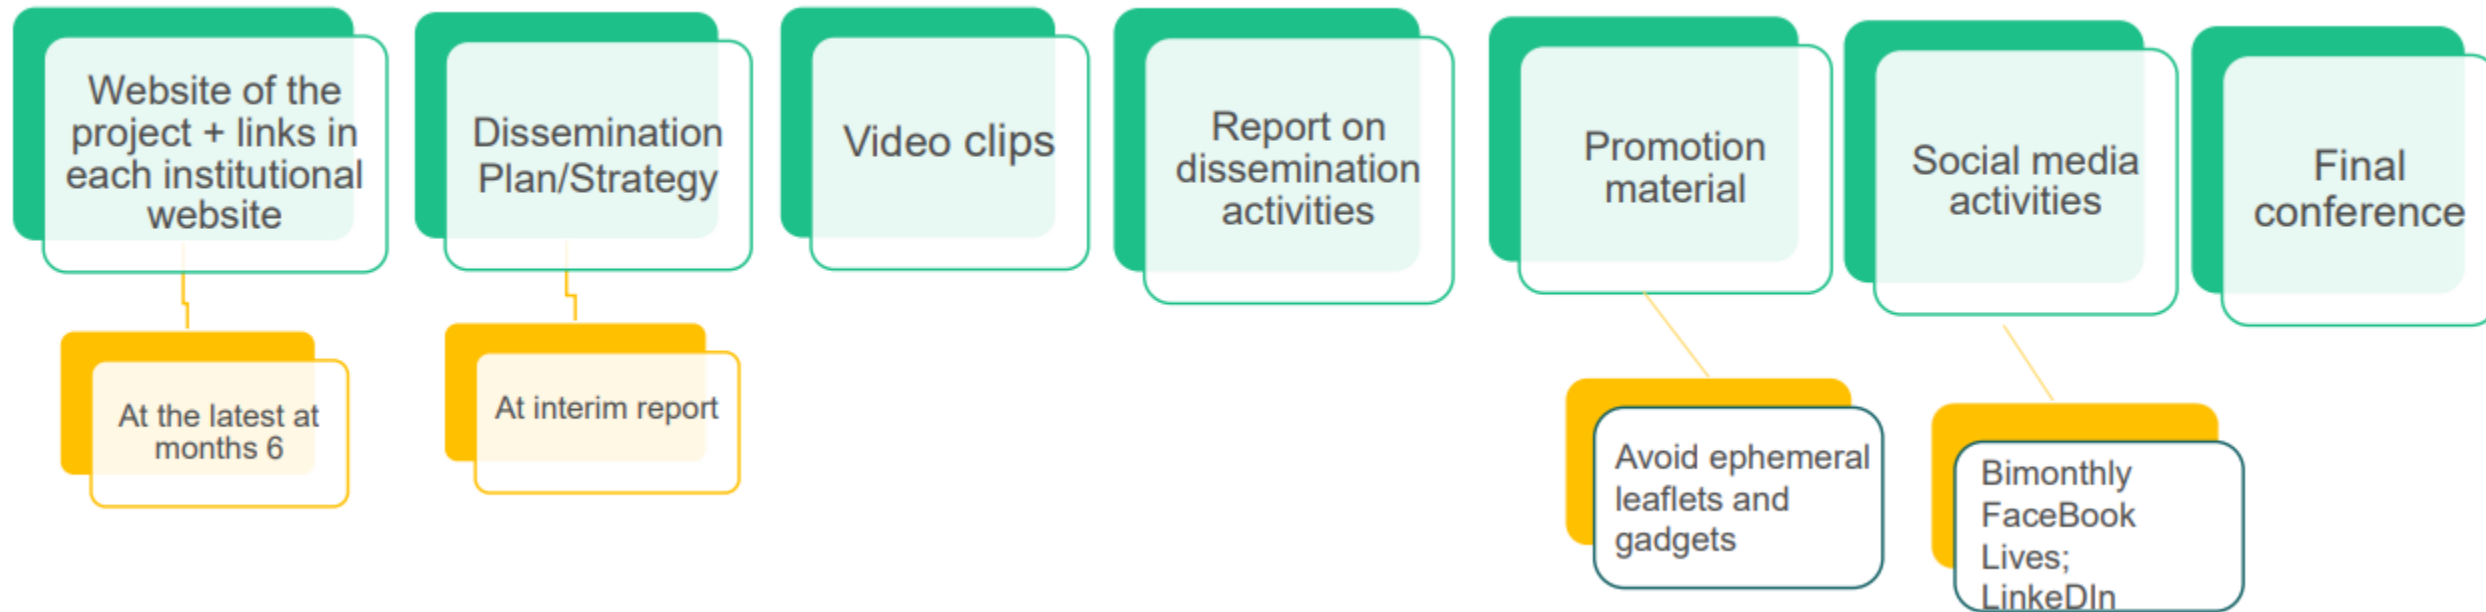 Website of the
project + links in
each institutional
website
Dissemination
Plan/Strategy
Video clips
Report on
dissemination
activities
Promotion
material
Social media
activities
Final
conference
At the latest at
months 6
At interim report
Avoid ephemeral
leaflets and
gadgets
Bimonthly
FaceBook
Lives;
LinkeDIn